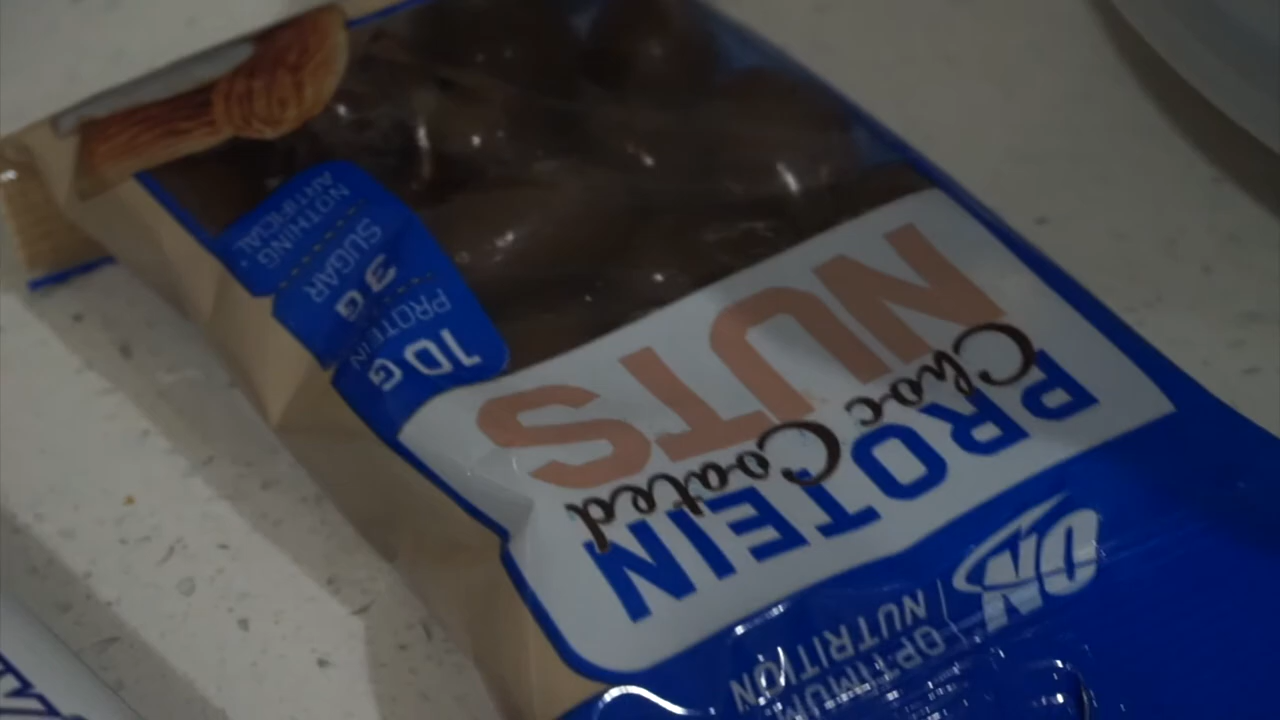 ON
OPTIMUM
NUTRITION
PROTEIN
Choc Coated
NUTS
10G
PROTEIN
3G
SUGAR
NOTHING
ARTIFICIAL*